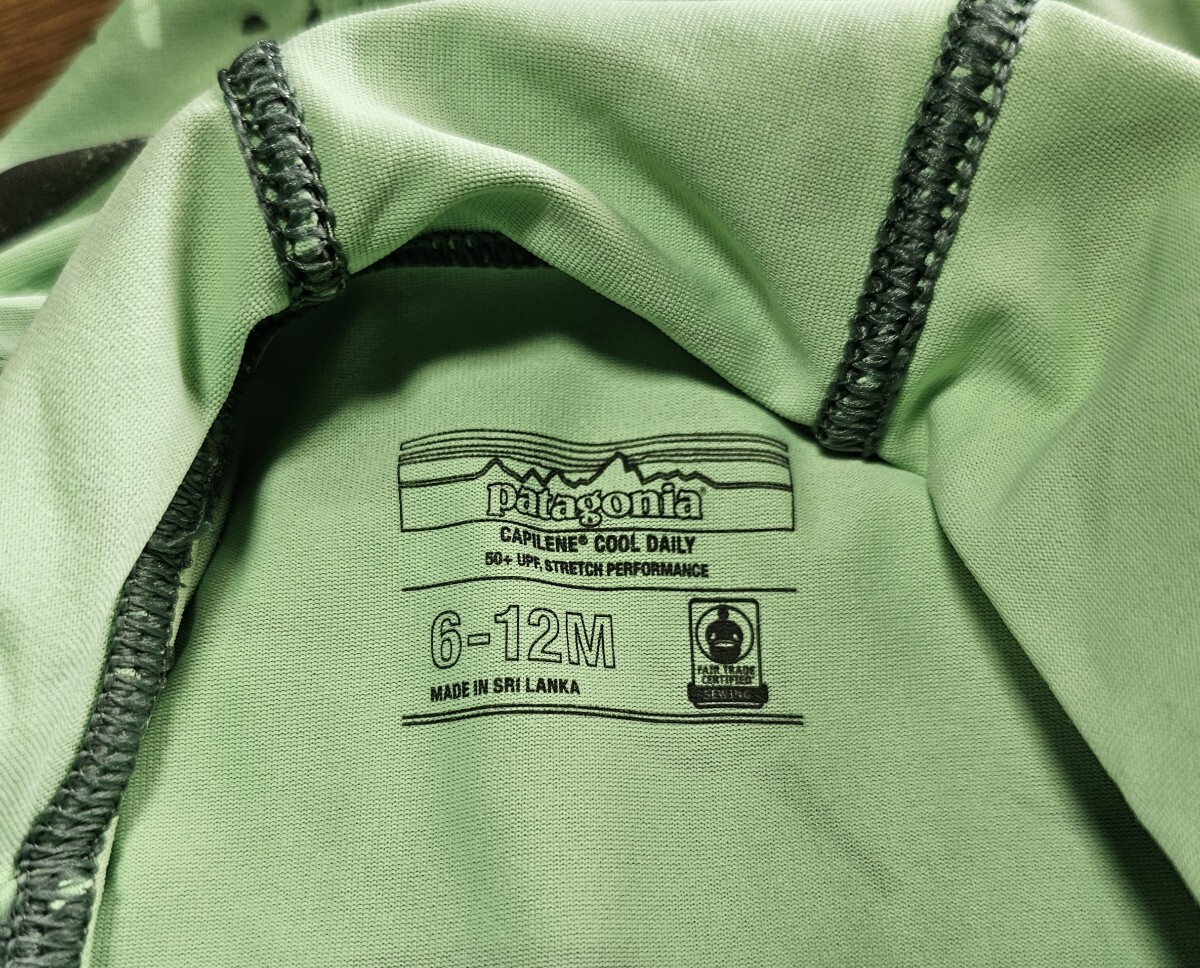 patagonia®
CAPILENE® COOL DAILY
50+ UPF, STRETCH PERFORMANCE
6-12M
MADE IN SRI LANKA
FAIR TRADE
CERTIFIED
SEWING